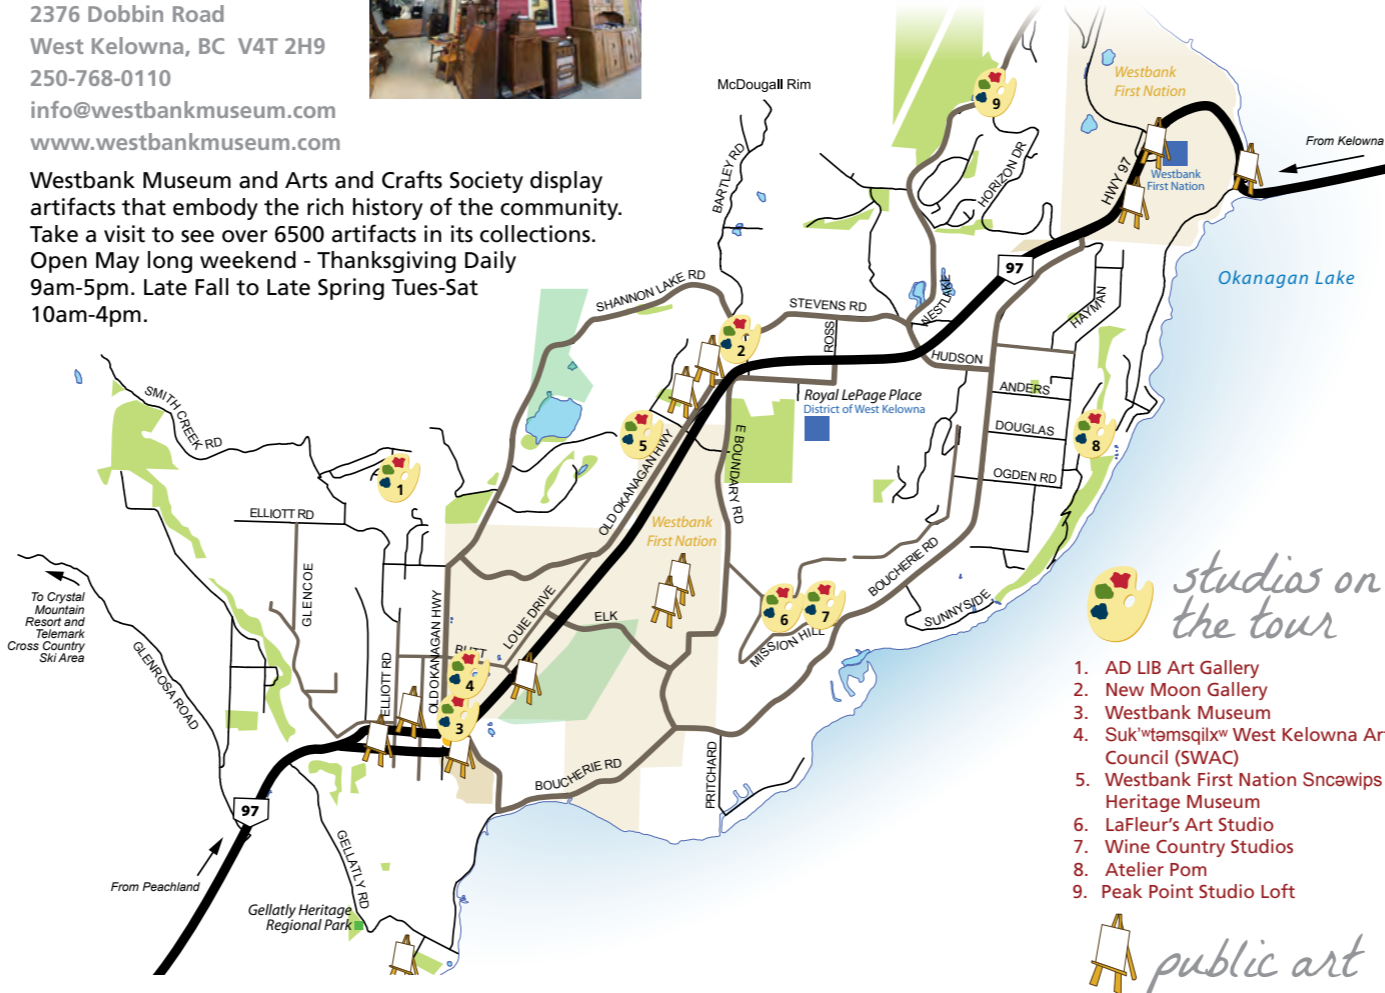 2376 Dobbin Road
West Kelowna, BC V4T 2H9
250-768-0110
info@westbankmuseum.com
www.westbankmuseum.com
Westbank Museum and Arts and Crafts Society display
artifacts that embody the rich history of the community.
Take a visit to see over 6500 artifacts in its collections.
Open May long weekend - Thanksgiving Daily
9am-5pm. Late Fall to Late Spring Tues-Sat
10am-4pm.
McDougall Rim
BARTLEY RD
9
Westbank
First Nation
HORIZON DR
HWY 97
Westbank
First Nation
From Kelowna
97
Okanagan Lake
SHANNON LAKE RD
STEVENS RD
WESTLAKE
HAYMAN
ROSS
2
HUDSON
SMITH CREEK RD
ANDERS
Royal LePage Place
District of West Kelowna
DOUGLAS
5
8
E BOUNDARY RD
OLD OKANAGAN HWY
OGDEN RD
1
ELLIOTT RD
Westbank
First Nation
BOUCHERIE RD
GLENCOE
To Crystal
Mountain
Resort and
Telemark
Cross Country
Ski Area
OLD OKANAGAN HWY
LOUIE DRIVE
ELK
6
7
SUNNYSIDE
MISSION HILL
GLENROSA ROAD
ELLIOTT RD
BUTT
4
3
BOUCHERIE RD
PRITCHARD
97
GELLATLY RD
From Peachland
Gellatly Heritage
Regional Park
studios on
the tour
1. AD LIB Art Gallery
2. New Moon Gallery
3. Westbank Museum
4. Suk'ʷtəmsqilxʷ West Kelowna Ar
Council (SWAC)
5. Westbank First Nation Sncəwips
Heritage Museum
6. LaFleur's Art Studio
7. Wine Country Studios
8. Atelier Pom
9. Peak Point Studio Loft
public art